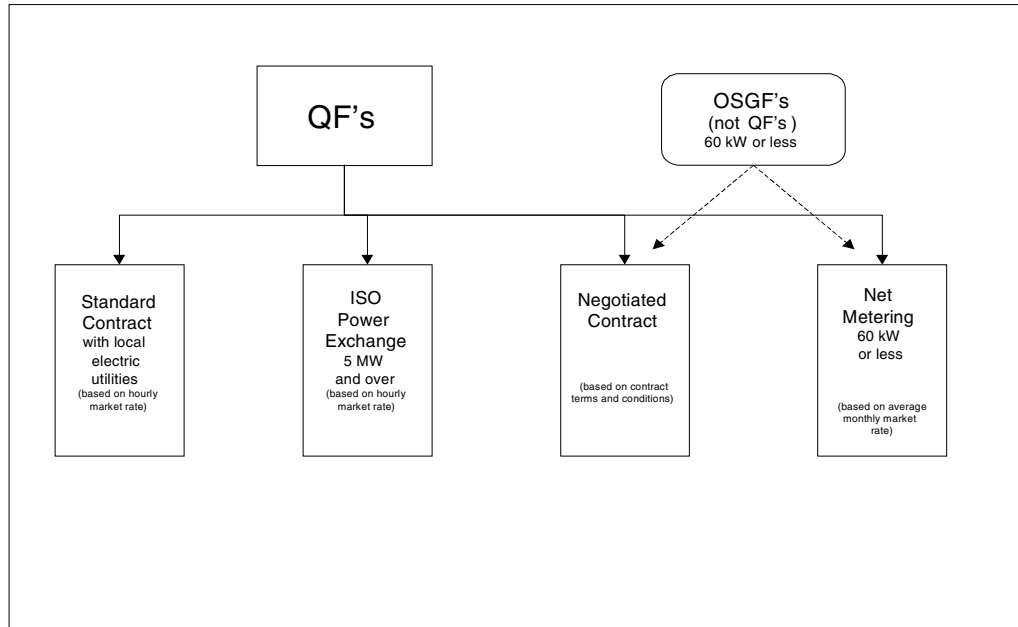 QF's
OSGF's
(not QF's )
60 kW or less
Standard
Contract
with local
electric
utilities
(based on hourly
market rate)
ISO
Power
Exchange
5 MW
and over
(based on hourly
market rate)
Negotiated
Contract
(based on contract
terms and conditions)
Net
Metering
60 kW
or less
(based on average
monthly market
rate)